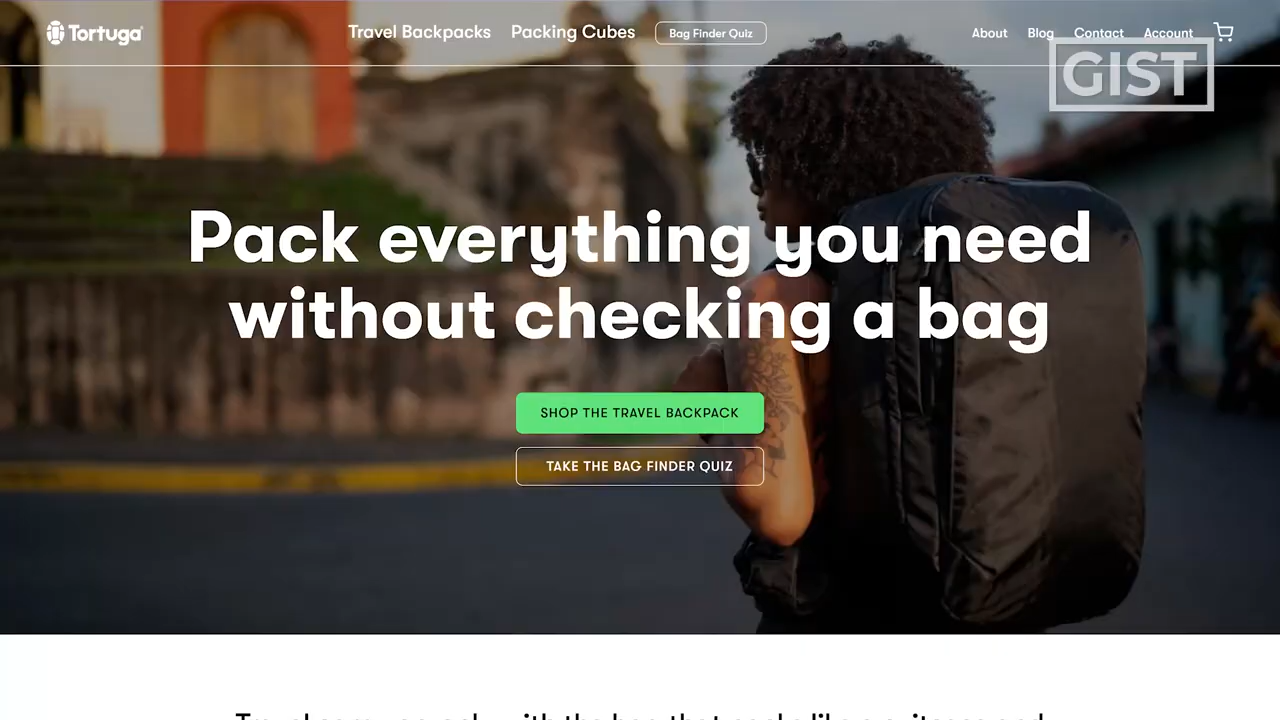 Tortuga
Travel Backpacks
Packing Cubes
Bag Finder Quiz
About
Blog
Contact
Account
GIST
Pack everything you need
without checking a bag
SHOP THE TRAVEL BACKPACK
TAKE THE BAG FINDER QUIZ